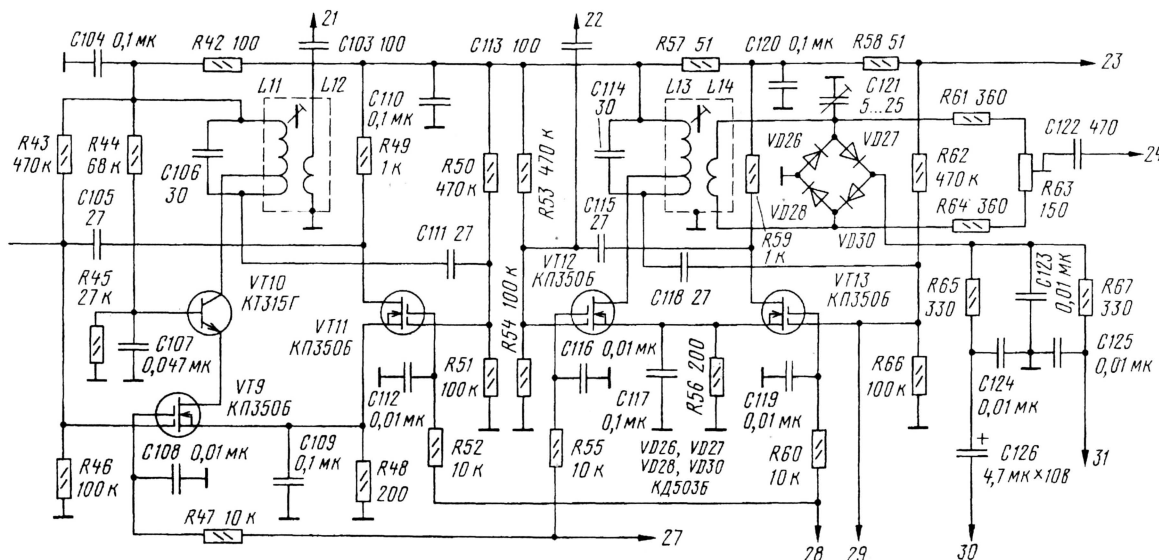 21
22
C104 0,1 мк
R42 100
C103 100
C113 100
R57 51
C120 0,1 мк
R58 51
23
L11
L12
C110
0,1 мк
C114
30
L13
L14
C121
5...25
R61 360
C122 470
R43
470 к
R44
68 к
C106
30
R49
1 к
R50
470 к
R53 470 к
VD26
VD27
R62
470 к
24
R63
150
C105
27
C115
27
VD28
VD30
R64 360
R59
1 к
C111 27
R45
27 к
VT10
КТ315Г
VT12
КП350Б
C118 27
VT13
КП350Б
R65
330
C123
0,01 мк
R67
330
VT11
КП350Б
R54 100 к
C107
0,047 мк
C116
0,01 мк
R56 200
C125
0,01 мк
R51
100 к
R66
100 к
C124
0,01 мк
VT9
КП350Б
C112
0,01 мк
C117
0,1 мк
C119
0,01 мк
C108
0,01 мк
C109
0,1 мк
R52
10 к
R55
10 к
VD26, VD27
VD28, VD30
КД503Б
R60
10 к
C126
4,7 мк×10В
+
31
R46
100 к
R48
200
R47 10 к
27
28
29
30